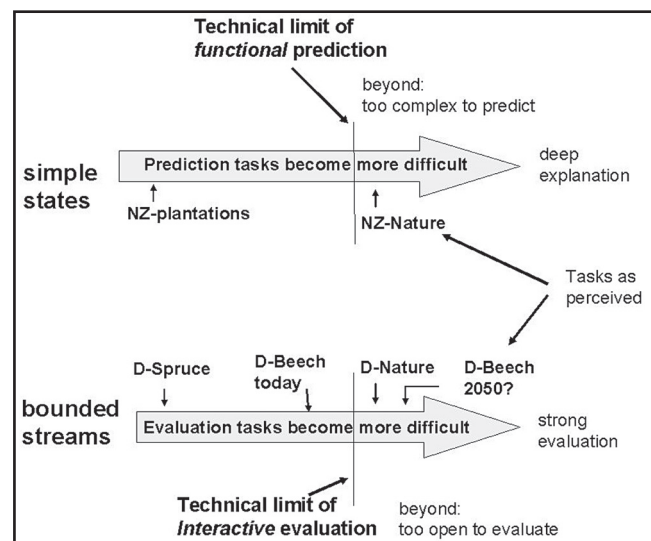 Technical limit of
functional prediction
beyond:
too complex to predict
simple
states
Prediction tasks become more difficult
deep
explanation
NZ-plantations
NZ-Nature
Tasks as
perceived
D-Spruce
D-Beech
today
D-Nature
D-Beech
2050?
bounded
streams
Evaluation tasks become more difficult
strong
evaluation
Technical limit of
Interactive evaluation
beyond:
too open to evaluate